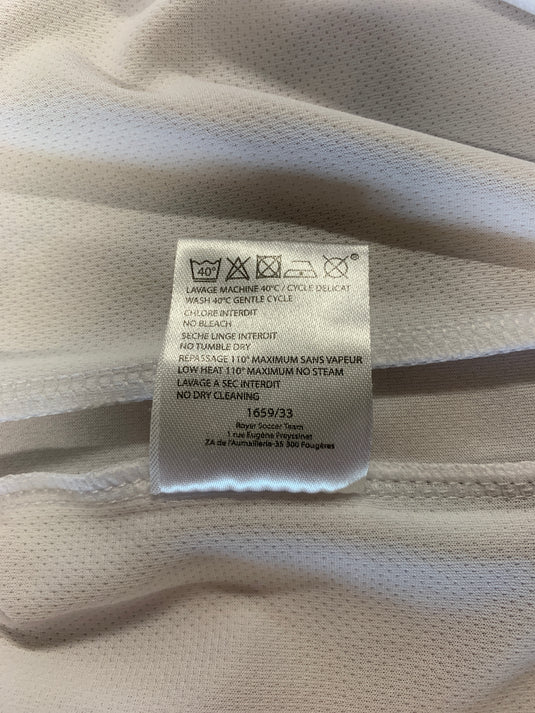 40°
®
LAVAGE MACHINE 40°C / CYCLE DELICAT
WASH 40°C GENTLE CYCLE
CHLORE INTERDIT
NO BLEACH
SECHE LINGE INTERDIT
NO TUMBLE DRY
REPASSAGE 110° MAXIMUM SANS VAPEUR
LOW HEAT 110° MAXIMUM NO STEAM
LAVAGE A SEC INTERDIT
NO DRY CLEANING
1659/33
Royer Soccer Team
1 rue Eugène Freyssinet
ZA de l'Aumaillerie-35 300 Fougères